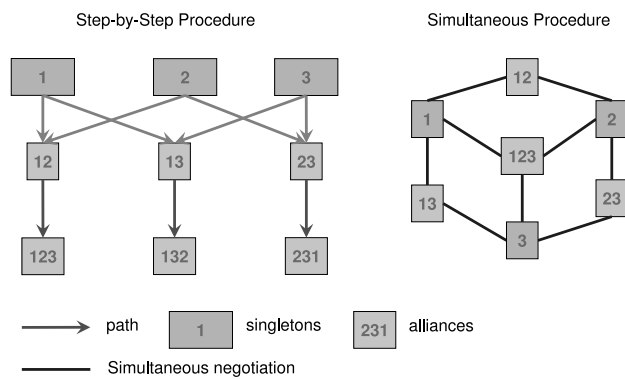 Step-by-Step Procedure Simultaneous Procedure
12
1 2 3
1 2
123
12 13 23
13 23
3
123 132 231
path 1 singletons 231 alliances
Simultaneous negotiation